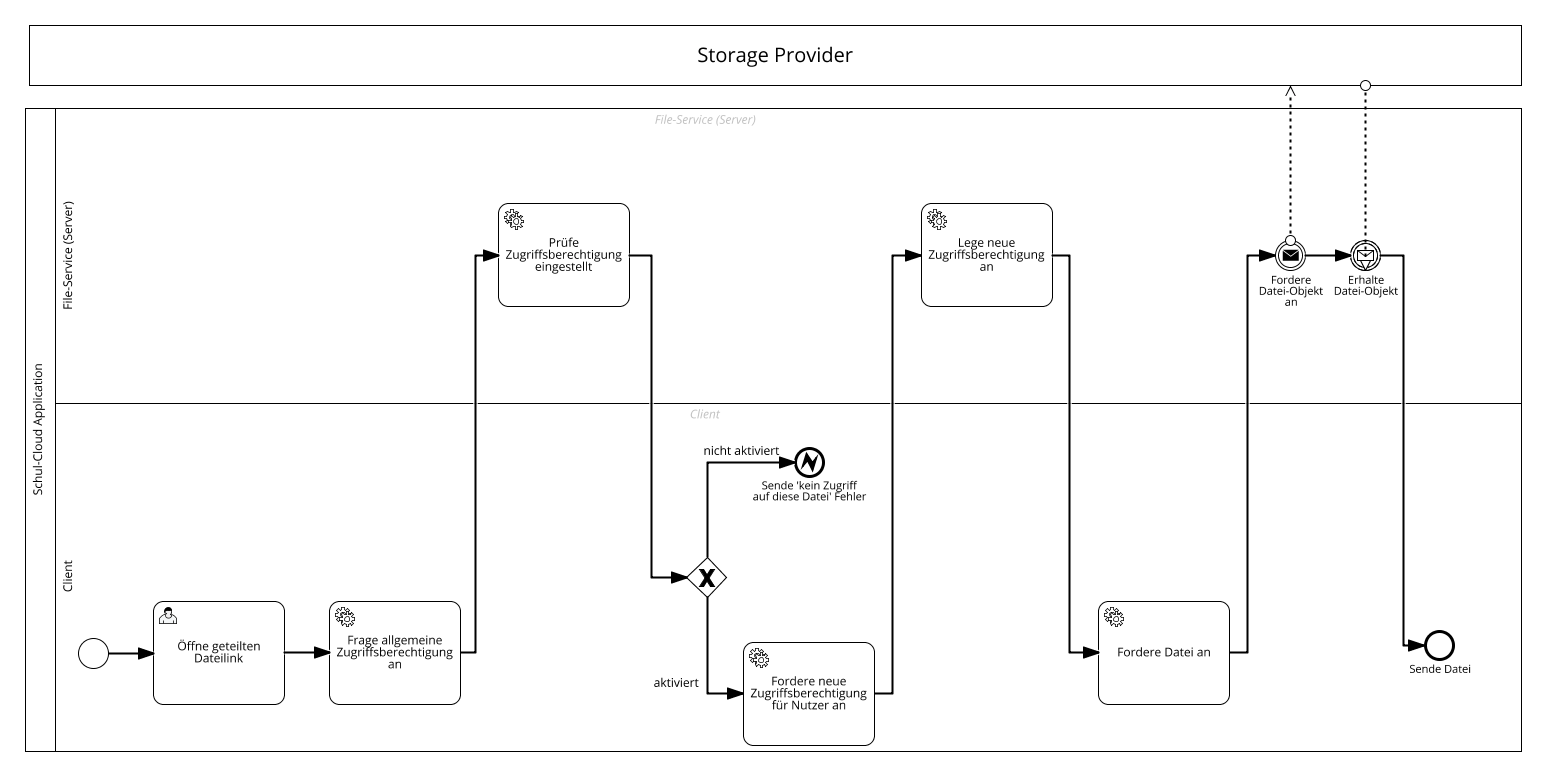 Storage Provider
Schul-Cloud Application
File-Service (Server)
File-Service (Server)
Prüfe
Zugriffsberechtigung
eingestellt
Lege neue
Zugriffsberechtigung
an
Fordere
Datei-Objekt
an
Erhalte
Datei-Objekt
Client
Client
nicht aktiviert
Sende 'kein Zugriff
auf diese Datei' Fehler
Öffne geteilten
Dateilink
Frage allgemeine
Zugriffsberechtigung
an
aktiviert
Fordere neue
Zugriffsberechtigung
für Nutzer an
Fordere Datei an
Sende Datei